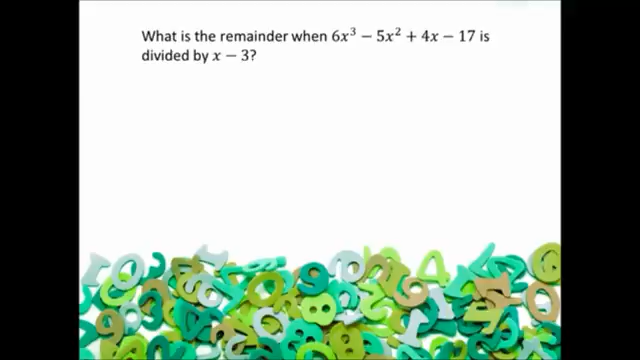 What is the remainder when 6x³ − 5x² + 4x − 17 is
divided by x − 3?